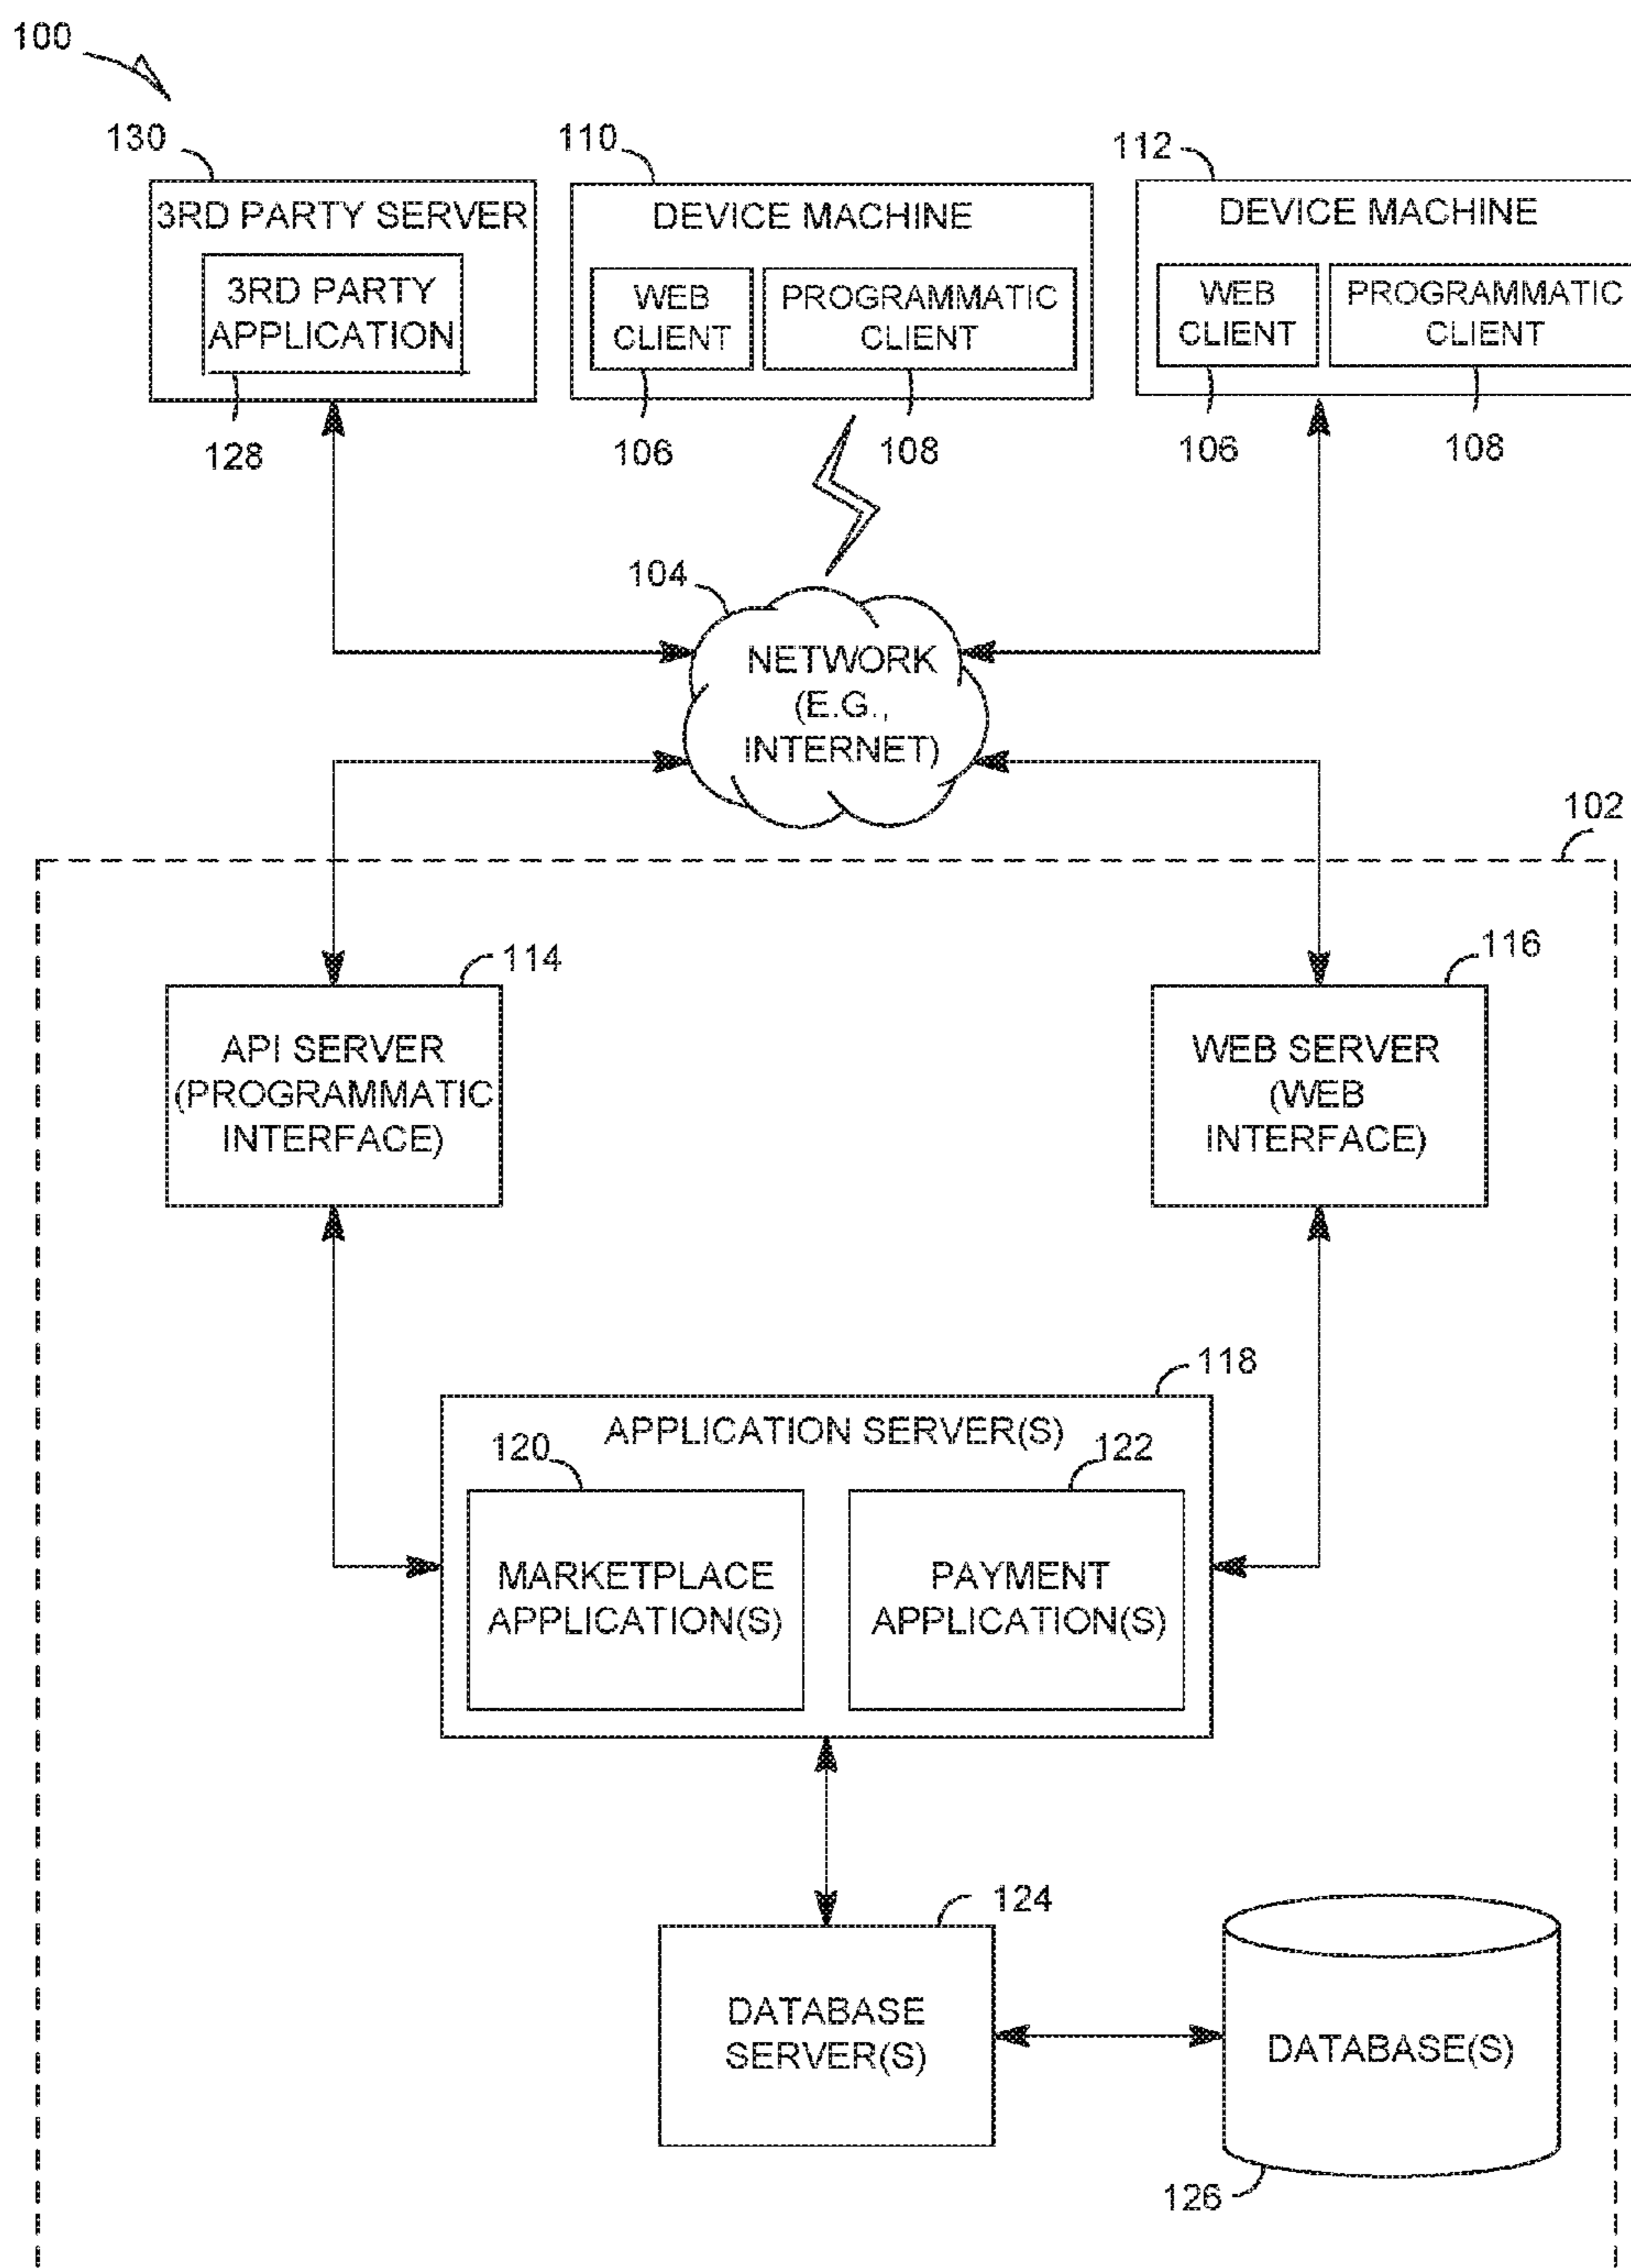 100
130
110
112
3RD PARTY SERVER
3RD PARTY
APPLICATION
128
DEVICE MACHINE
WEB
CLIENT
PROGRAMMATIC
CLIENT
106
108
DEVICE MACHINE
WEB
CLIENT
PROGRAMMATIC
CLIENT
106
108
104
NETWORK
(E.G.,
INTERNET)
102
114
API SERVER
(PROGRAMMATIC
INTERFACE)
116
WEB SERVER
(WEB
INTERFACE)
118
APPLICATION SERVER(S)
120
122
MARKETPLACE
APPLICATION(S)
PAYMENT
APPLICATION(S)
124
DATABASE
SERVER(S)
DATABASE(S)
126